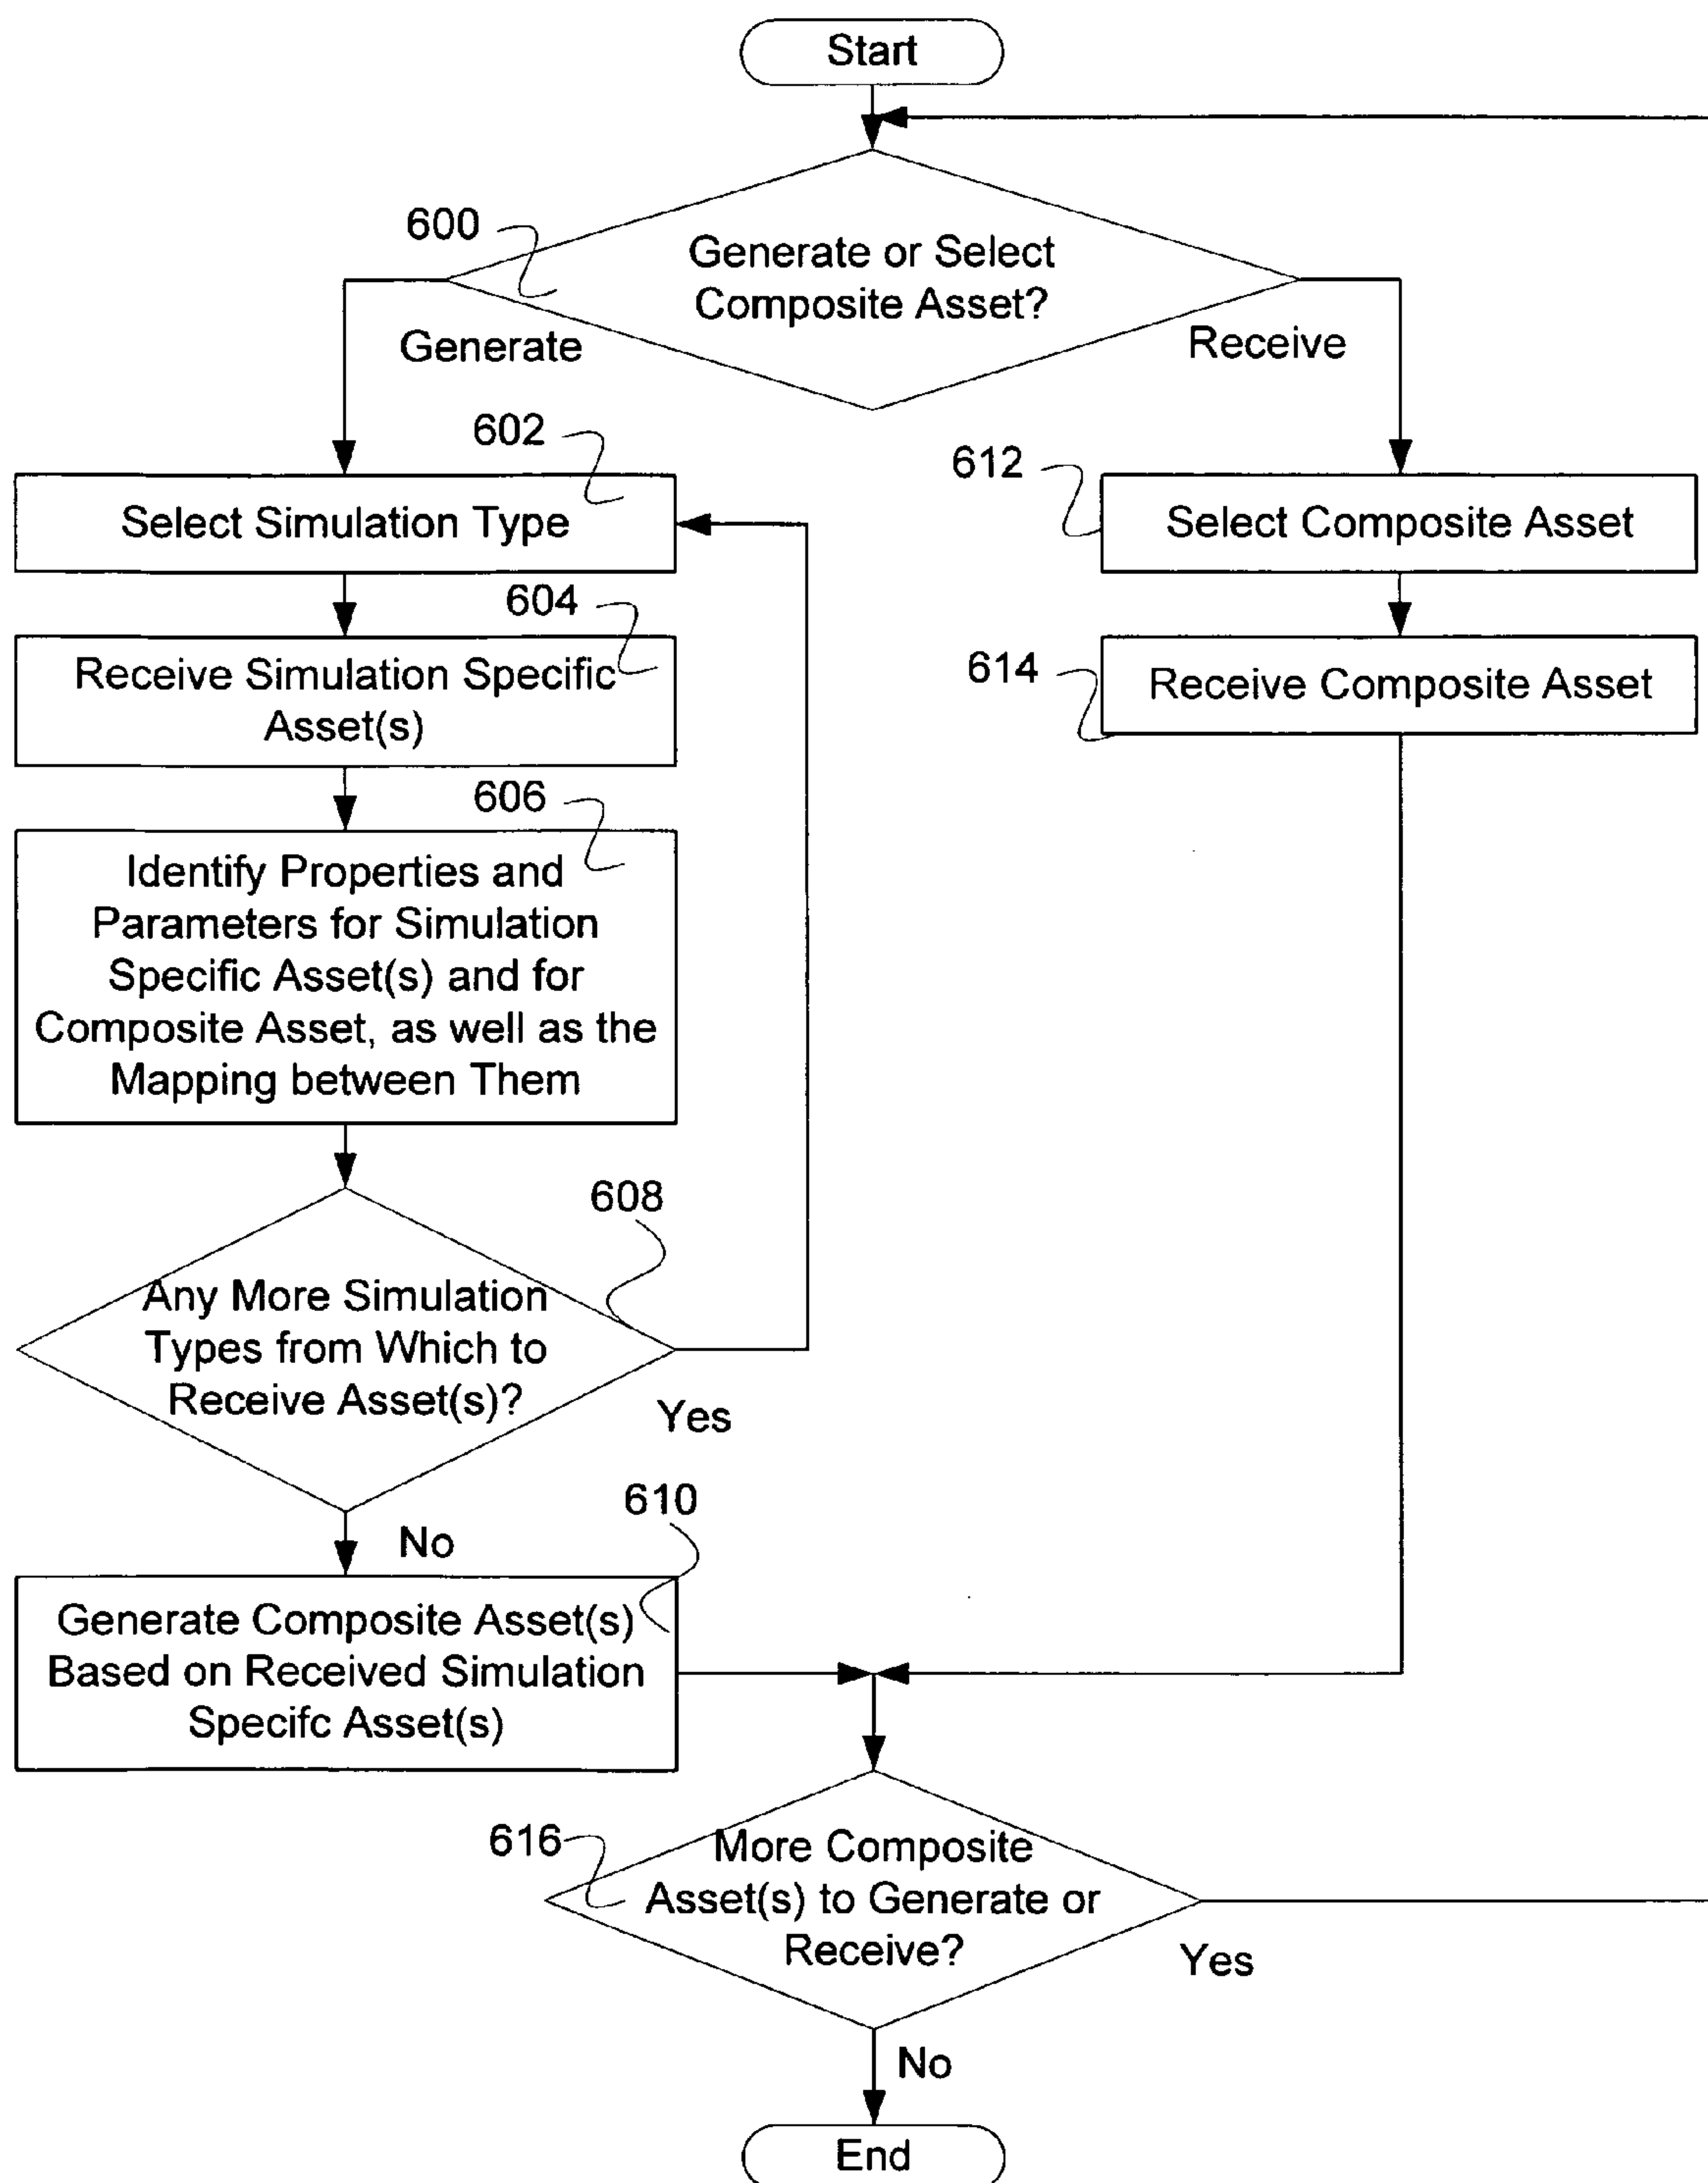 Start
600
Generate or Select
Composite Asset?
Generate
Receive
602
Select Simulation Type
612
Select Composite Asset
604
Receive Simulation Specific
Asset(s)
614
Receive Composite Asset
606
Identify Properties and
Parameters for Simulation
Specific Asset(s) and for
Composite Asset, as well as the
Mapping between Them
608
Any More Simulation
Types from Which to
Receive Asset(s)?
Yes
No
610
Generate Composite Asset(s)
Based on Received Simulation
Specifc Asset(s)
616
More Composite
Asset(s) to Generate or
Receive?
Yes
No
End